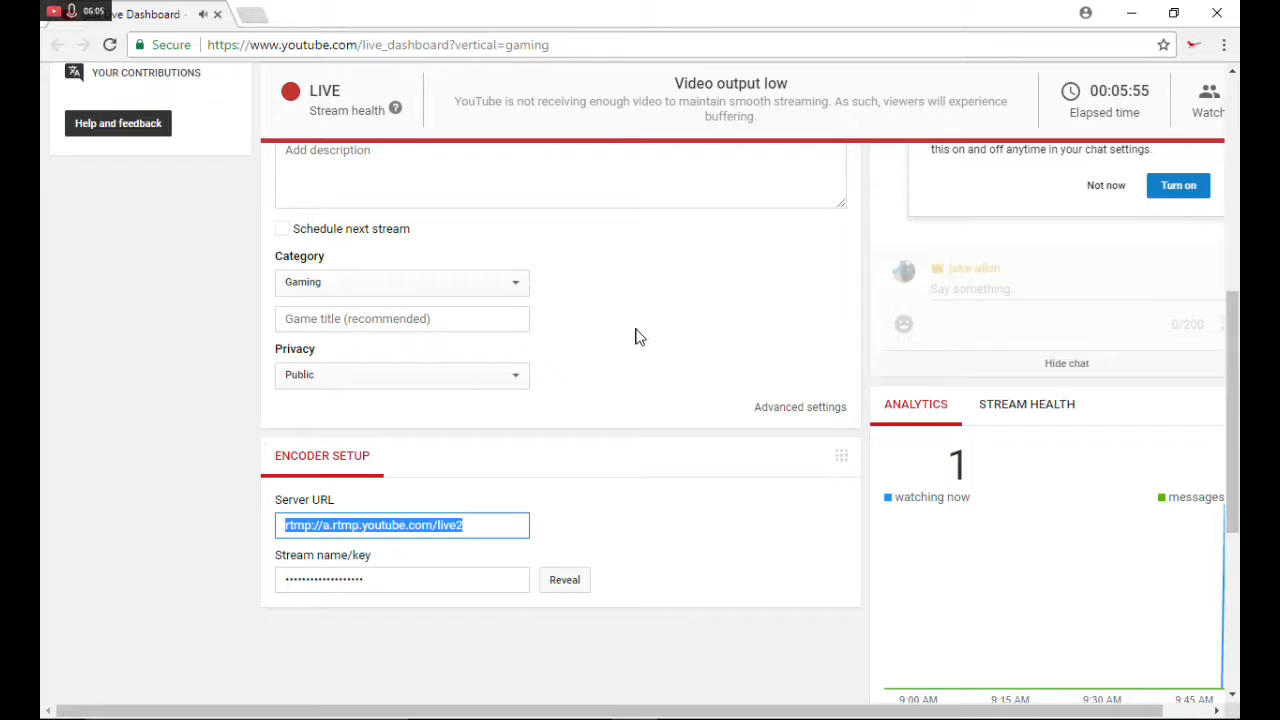 06:05
ve Dashboard -
Secure
https://www.youtube.com/live_dashboard?vertical=gaming
YOUR CONTRIBUTIONS
Help and feedback
LIVE
Stream health
Video output low
YouTube is not receiving enough video to maintain smooth streaming. As such, viewers will experience
buffering.
00:05:55
Elapsed time
Watch
Add description
Schedule next stream
Category
Gaming
Game title (recommended)
Privacy
Public
Advanced settings
ENCODER SETUP
Server URL
rtmp://a.rtmp.youtube.com/live2
Stream name/key
•••••••••••••••••••
Reveal
this on and off anytime in your chat settings.
Not now
Turn on
jake allen
Say something...
0/200
Hide chat
ANALYTICS
STREAM HEALTH
1
watching now
messages
9:00 AM
9:15 AM
9:30 AM
9:45 AM